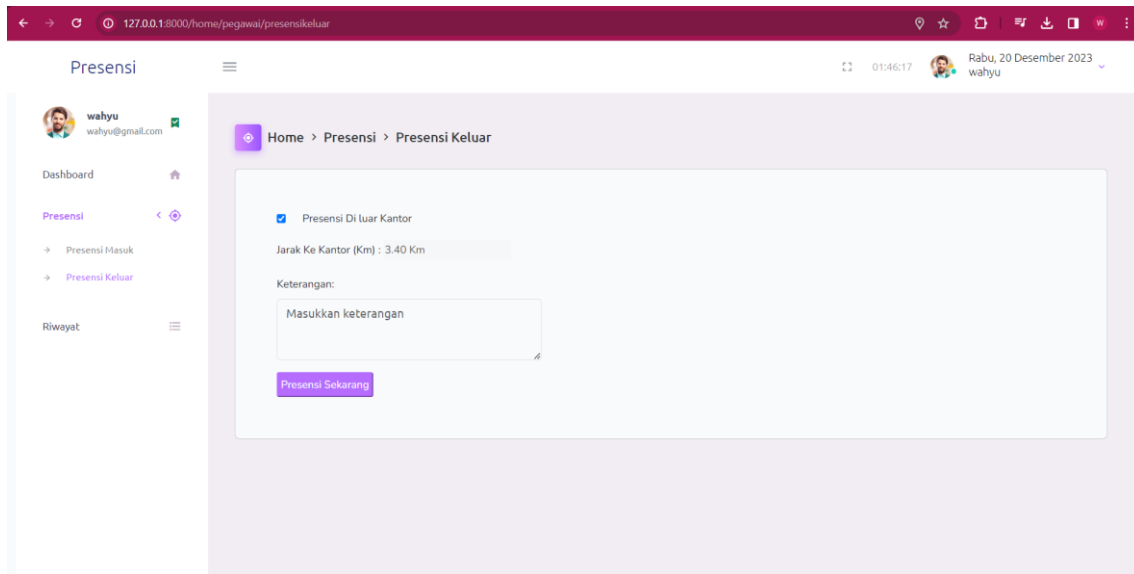 127.0.0.1:8000/home/pegawai/presensikeluar
W
Presensi
01:46:17
Rabu, 20 Desember 2023
wahyu
wahyu
wahyu@gmail.com
Home > Presensi > Presensi Keluar
Dashboard
Presensi
Presensi Masuk
Presensi Keluar
Riwayat
Presensi Di luar Kantor
Jarak Ke Kantor (Km) : 3.40 Km
Keterangan:
Masukkan keterangan
Presensi Sekarang